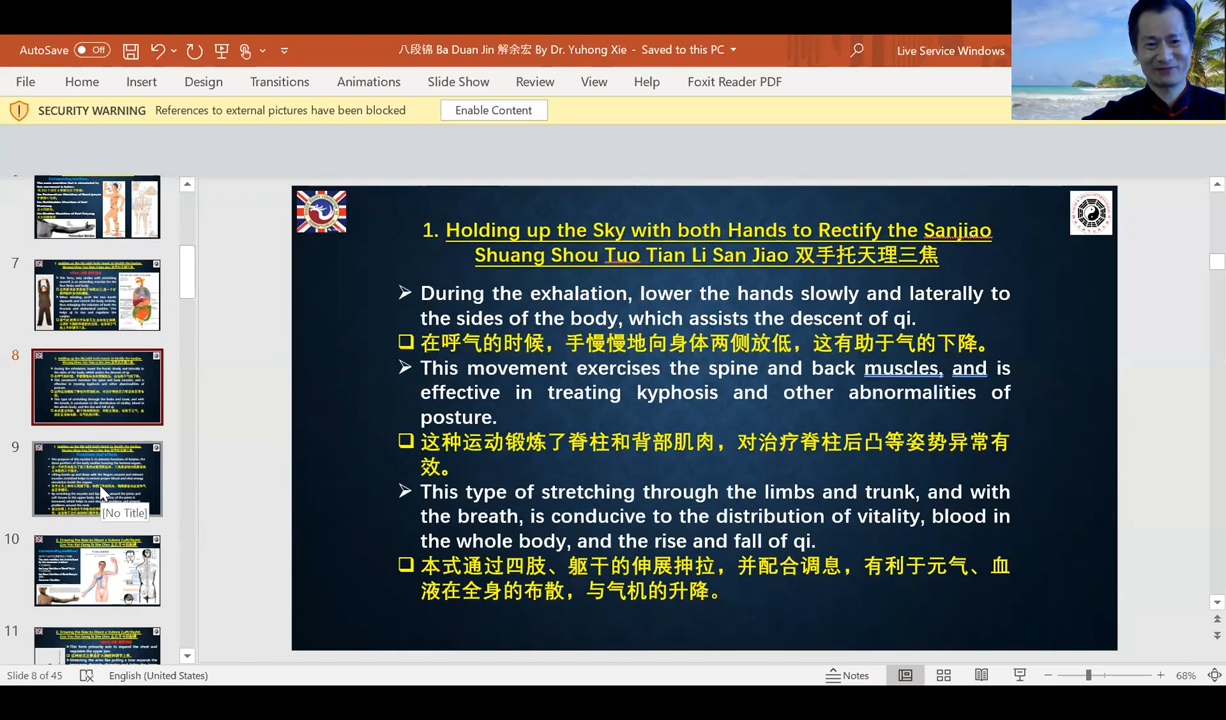 AutoSave Off
八段锦 Ba Duan Jin 解余宏 By Dr. Yuhong Xie - Saved to this PC
Live Service Windows
File Home Insert Design Transitions Animations Slide Show Review View Help Foxit Reader PDF
SECURITY WARNING References to external pictures have been blocked Enable Content
7
8
9
[No Title]
10
11
1. Holding up the Sky with both Hands to Rectify the Sanjiao
Shuang Shou Tuo Tian Li San Jiao 双手托天理三焦
During the exhalation, lower the hands slowly and laterally to
the sides of the body, which assists the descent of qi.
在呼气的时候，手慢慢地向身体两侧放低，这有助于气的下降。
This movement exercises the spine and back muscles, and is
effective in treating kyphosis and other abnormalities of
posture.
这种运动锻炼了脊柱和背部肌肉，对治疗脊柱后凸等姿势异常有
效。
This type of stretching through the limbs and trunk, and with
the breath, is conducive to the distribution of vitality, blood in
the whole body, and the rise and fall of qi.
本式通过四肢、躯干的伸展抻拉，并配合调息，有利于元气、血
液在全身的布散，与气机的升降。
Slide 8 of 45 English (United States) Notes 68%